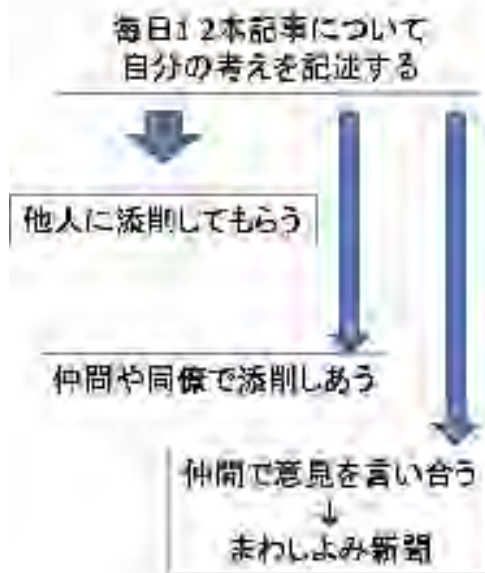 毎日1 2本記事について
自分の考えを記述する
他人に添削してもらう
仲間や同僚で添削しあう
仲間で意見を言い合う
↓
まわしよみ新聞